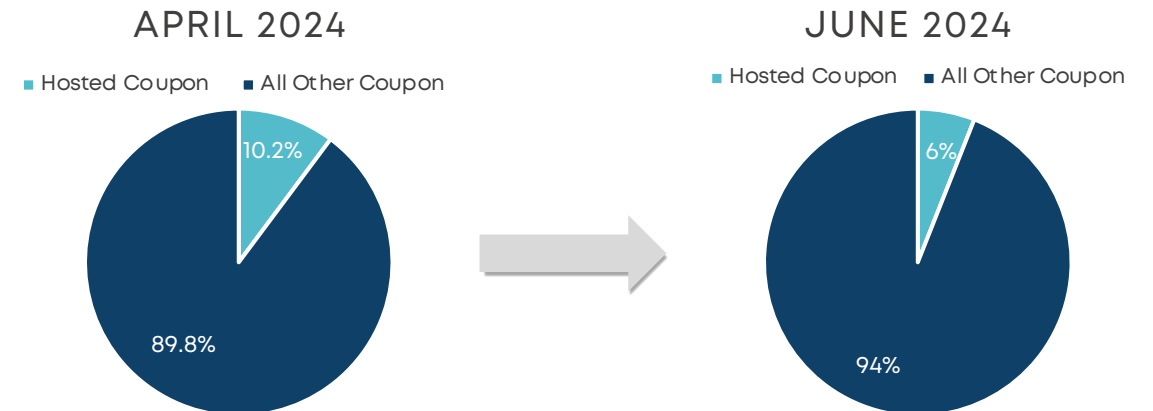 APRIL 2024
Hosted Coupon All Other Coupon
10.2%
89.8%
JUNE 2024
Hosted Coupon All Other Coupon
6%
94%